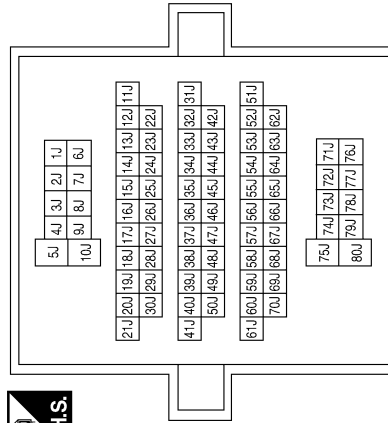 H.S.
5J 4J 3J 2J 1J
10J 9J 8J 7J 6J
21J 20J 19J 18J 17J 16J 15J 14J 13J 12J 11J
30J 29J 28J 27J 26J 25J 24J 23J 22J
41J 40J 39J 38J 37J 36J 35J 34J 33J 32J 31J
50J 49J 48J 47J 46J 45J 44J 43J 42J
61J 60J 59J 58J 57J 56J 55J 54J 53J 52J 51J
70J 69J 68J 67J 66J 65J 64J 63J 62J
75J 74J 73J 72J 71J
80J 79J 78J 77J 76J